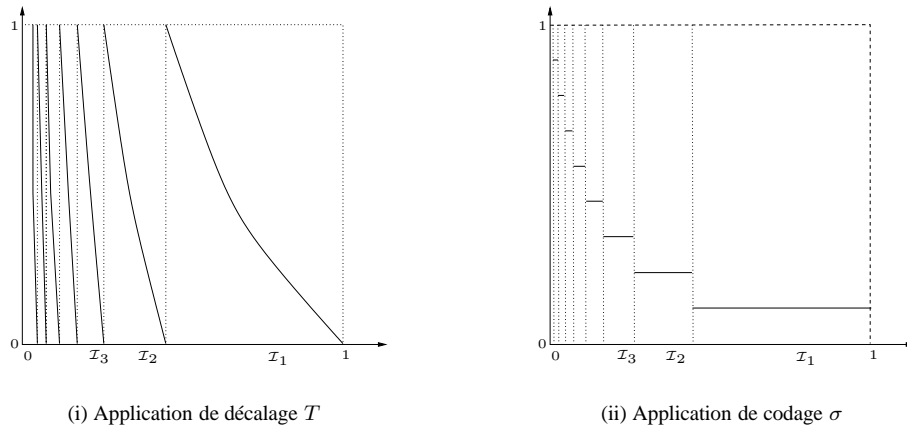 1
0
0
I₃
I₂
I₁
1
(i) Application de décalage T
1
0
0
I₃
I₂
I₁
1
(ii) Application de codage σ